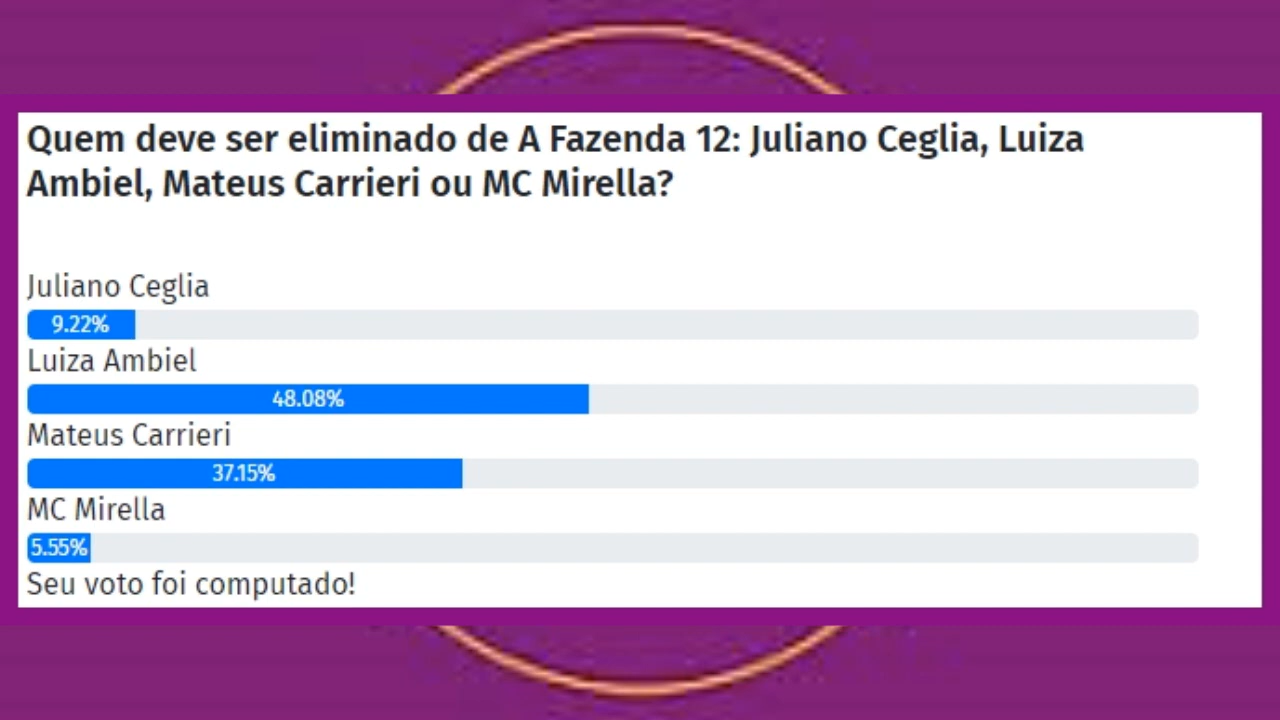 Quem deve ser eliminado de A Fazenda 12: Juliano Ceglia, Luiza
Ambiel, Mateus Carrieri ou MC Mirella?
Juliano Ceglia
9.22%
Luiza Ambiel
48.08%
Mateus Carrieri
37.15%
MC Mirella
5.55%
Seu voto foi computado!